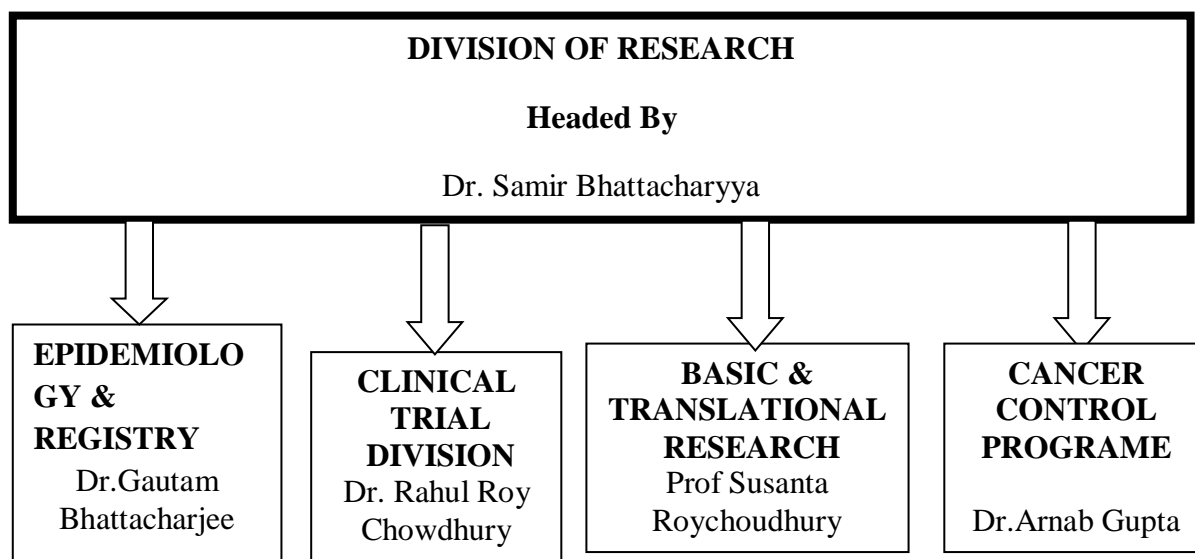 DIVISION OF RESEARCH
Headed By
Dr. Samir Bhattacharyya
EPIDEMIOLO
GY &
REGISTRY
Dr.Gautam
Bhattacharjee
CLINICAL
TRIAL
DIVISION
Dr. Rahul Roy
Chowdhury
BASIC &
TRANSLATIONAL
RESEARCH
Prof Susanta
Roychoudhury
CANCER
CONTROL
PROGRAME
Dr.Arnab Gupta